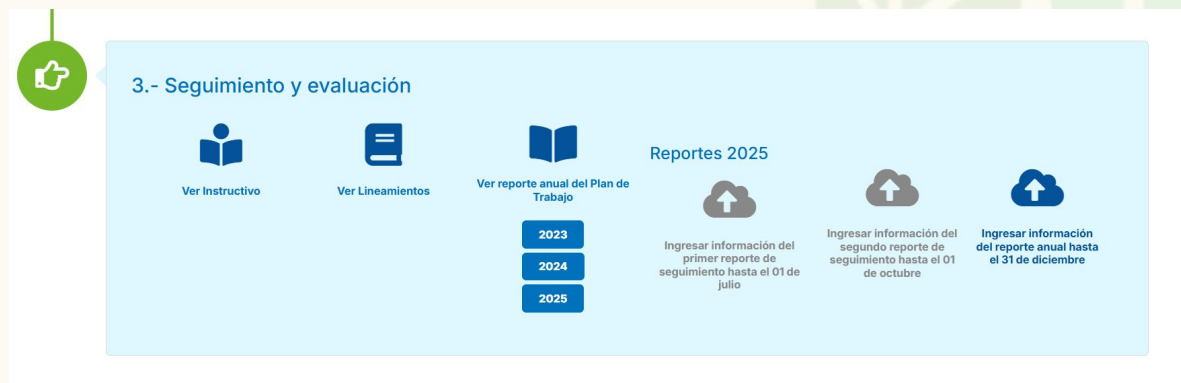 3.- Seguimiento y evaluación
Ver Instructivo
Ver Lineamientos
Ver reporte anual del Plan de
Trabajo
2023
2024
2025
Reportes 2025
Ingresar información del
primer reporte de
seguimiento hasta el 01 de
julio
Ingresar información del
segundo reporte de
seguimiento hasta el 01
de octubre
Ingresar información
del reporte anual hasta
el 31 de diciembre